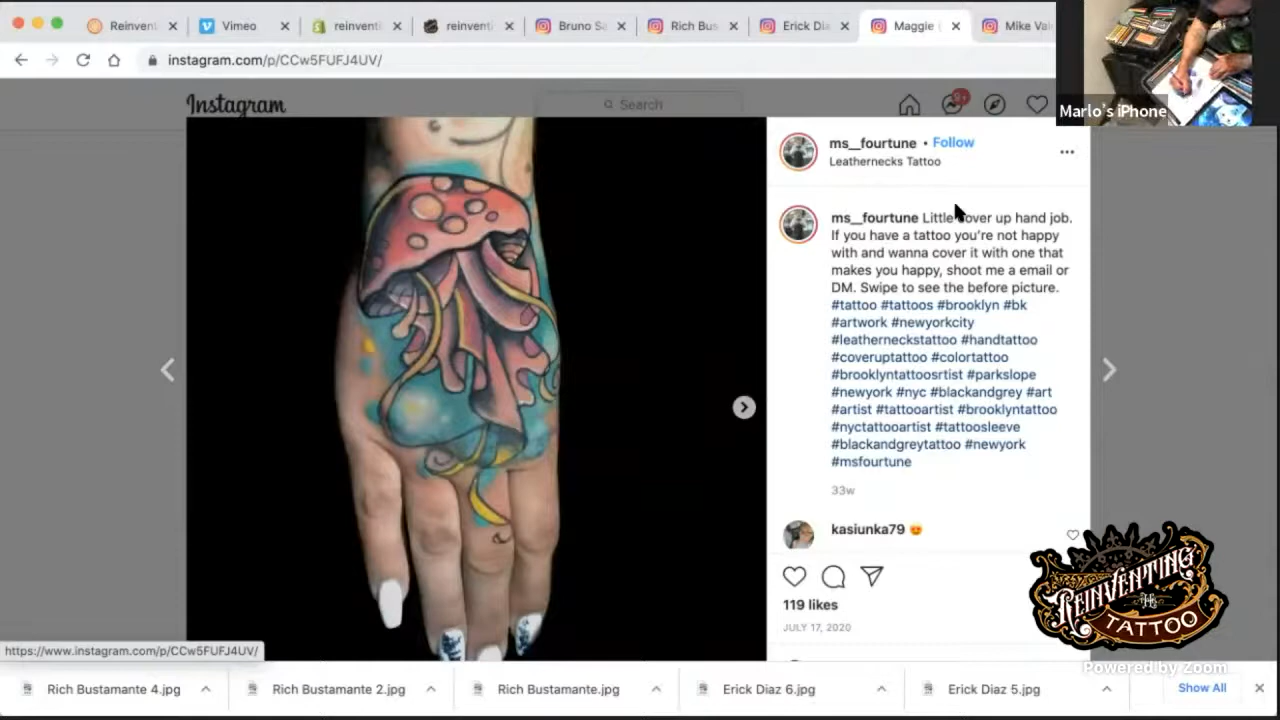 Reinvent
Vimeo
reinventi
reinventi
Bruno Sa
Rich Bus
Erick Dia
Maggie (
Mike Val
instagram.com/p/CCw5FUFJ4UV/
Marlo's iPhone
Instagram
Search
9+
ms__fourtune • Follow
Leathernecks Tattoo
ms__fourtune Little cover up hand job.
If you have a tattoo you're not happy
with and wanna cover it with one that
makes you happy, shoot me a email or
DM. Swipe to see the before picture.
#tattoo #tattoos #brooklyn #bk
#artwork #newyorkcity
#leatherneckstattoo #handtattoo
#coveruptattoo #colortattoo
#brooklyntattoosrtist #parkslope
#newyork #nyc #blackandgrey #art
#artist #tattooartist #brooklyntattoo
#nyctattooartist #tattoosleeve
#blackandgreytattoo #newyork
#msfourtune
33w
kasiunka79 😍
119 likes
JULY 17, 2020
REINVENTING
THE
TATTOO
Powered by Zoom
https://www.instagram.com/p/CCw5FUFJ4UV/
Rich Bustamante 4.jpg
Rich Bustamante 2.jpg
Rich Bustamante.jpg
Erick Diaz 6.jpg
Erick Diaz 5.jpg
Show All